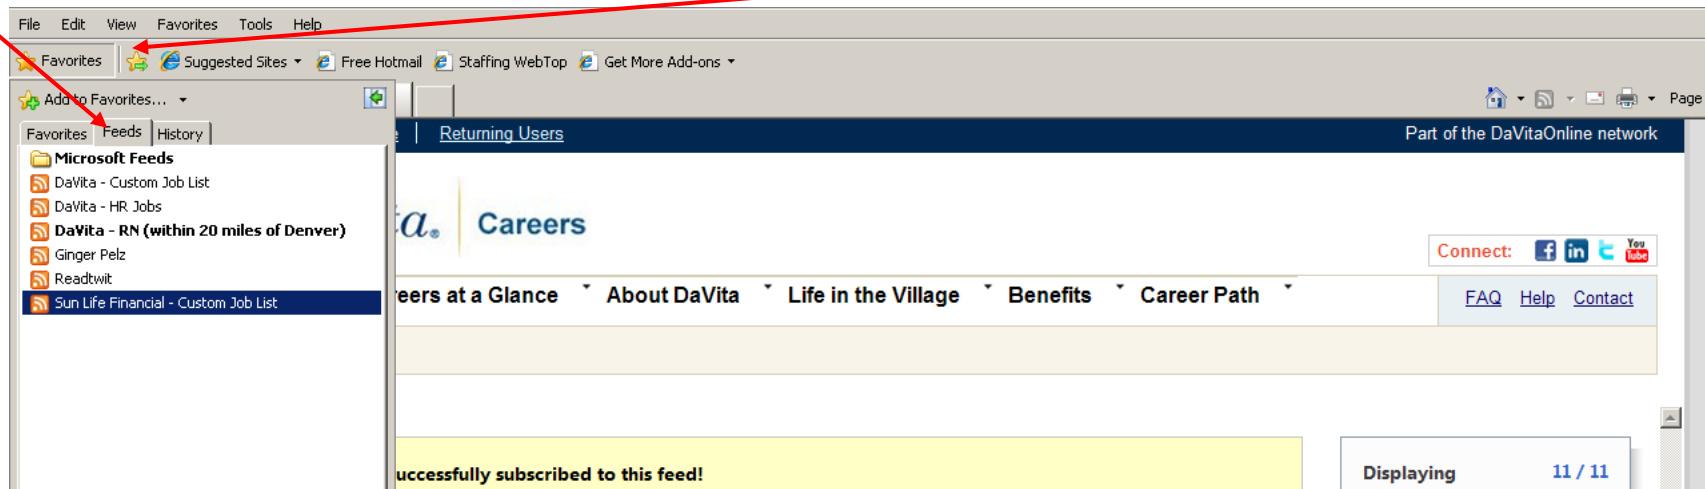 File Edit View Favorites Tools Help
Favorites Suggested Sites Free Hotmail Staffing WebTop Get More Add-ons
Add to Favorites...
Page
Favorites Feeds History
Returning Users
Part of the DaVitaOnline network
Microsoft Feeds
DaVita - Custom Job List
DaVita - HR Jobs
DaVita - RN (within 20 miles of Denver)
Ginger Pelz
Readtwit
Sun Life Financial - Custom Job List
a® Careers
Connect: f in t You Tube
eers at a Glance About DaVita Life in the Village Benefits Career Path
FAQ Help Contact
uccessfully subscribed to this feed!
Displaying 11 / 11